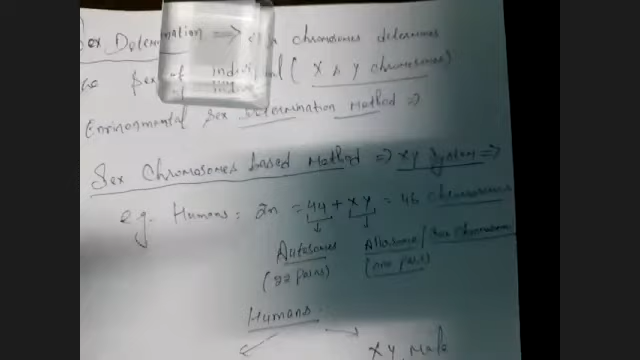 Sex Determination ⇒ chromosomes determines
sex of individual ( X & Y chromosomes)
Environmental Sex Determination Method ⇒
Sex Chromosomes based Method ⇒ XY System ⇒
e.g. Humans = 2n = 44 + XY = 46 Chromosomes
Autosomes Allosome/Sex Chromosome
(22 pairs) (one pair)
Humans
XY Male